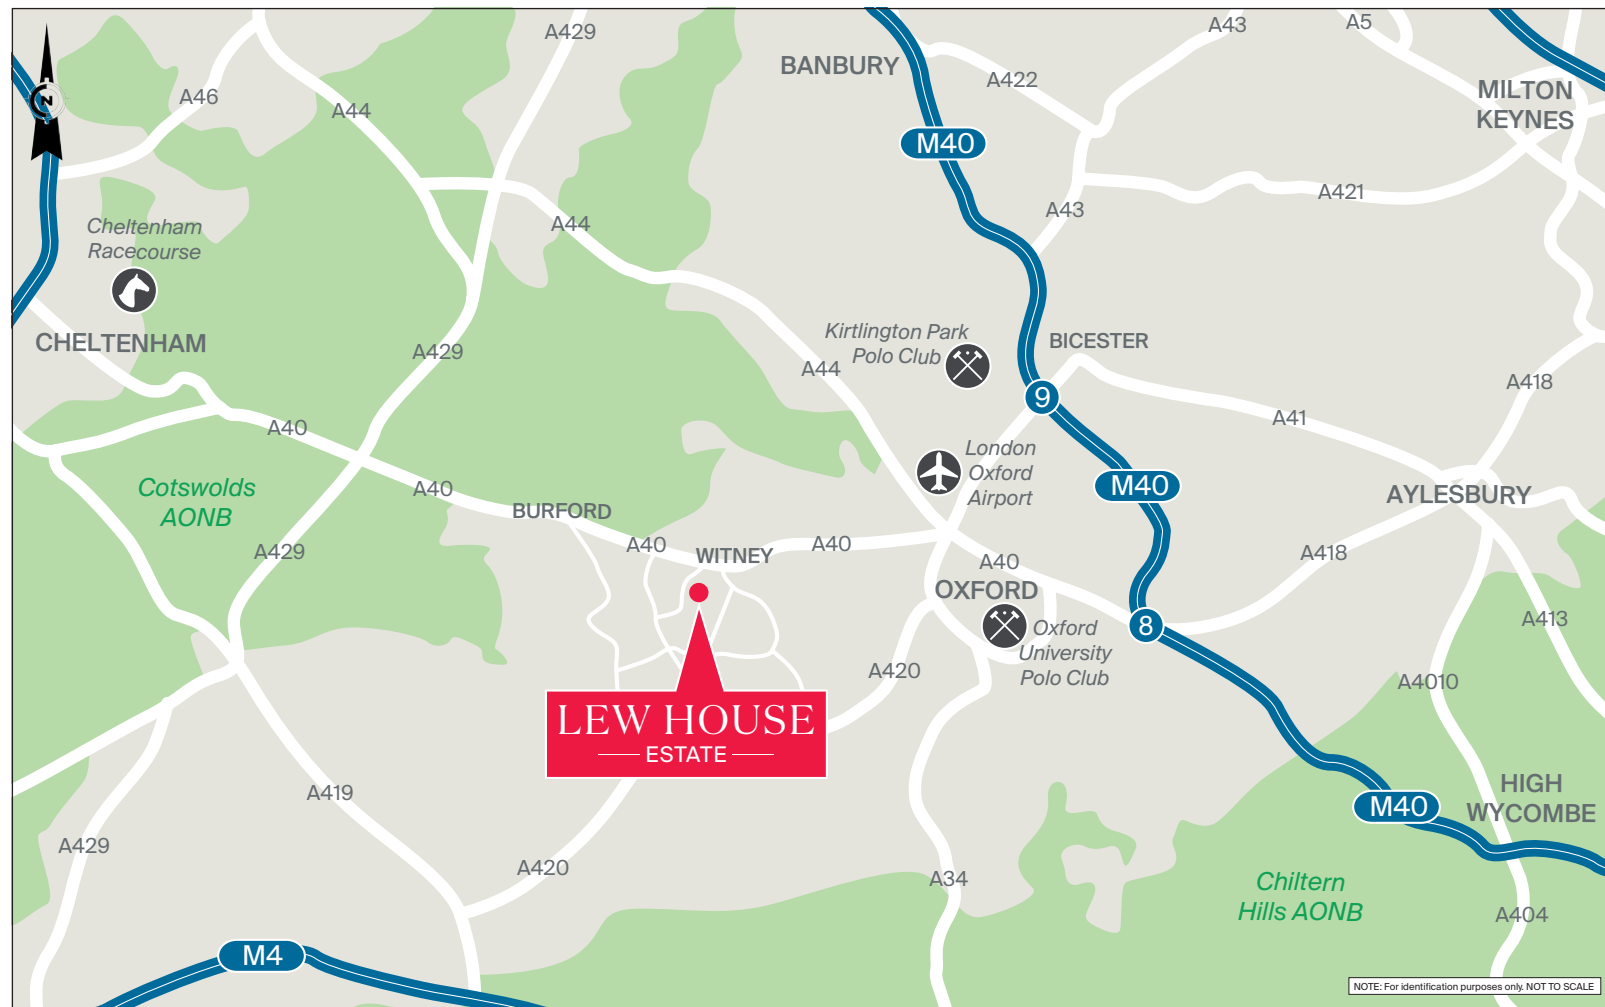 A429
A43
A5
BANBURY
A422
MILTON
KEYNES
A46
A44
N
M40
A421
Cheltenham
Racecourse
A44
A43
CHELTENHAM
A429
Kirtlington Park
Polo Club
BICESTER
A44
A418
9
A41
A40
London
Oxford
Airport
Cotswolds
AONB
A40
M40
AYLESBURY
BURFORD
A429
A40
WITNEY
A40
A40
A418
OXFORD
8
A413
Oxford
University
Polo Club
A420
A4010
LEW HOUSE
ESTATE
A419
HIGH
WYCOMBE
M40
A429
A420
A34
Chiltern
Hills AONB
A404
M4
NOTE: For identification purposes only. NOT TO SCALE